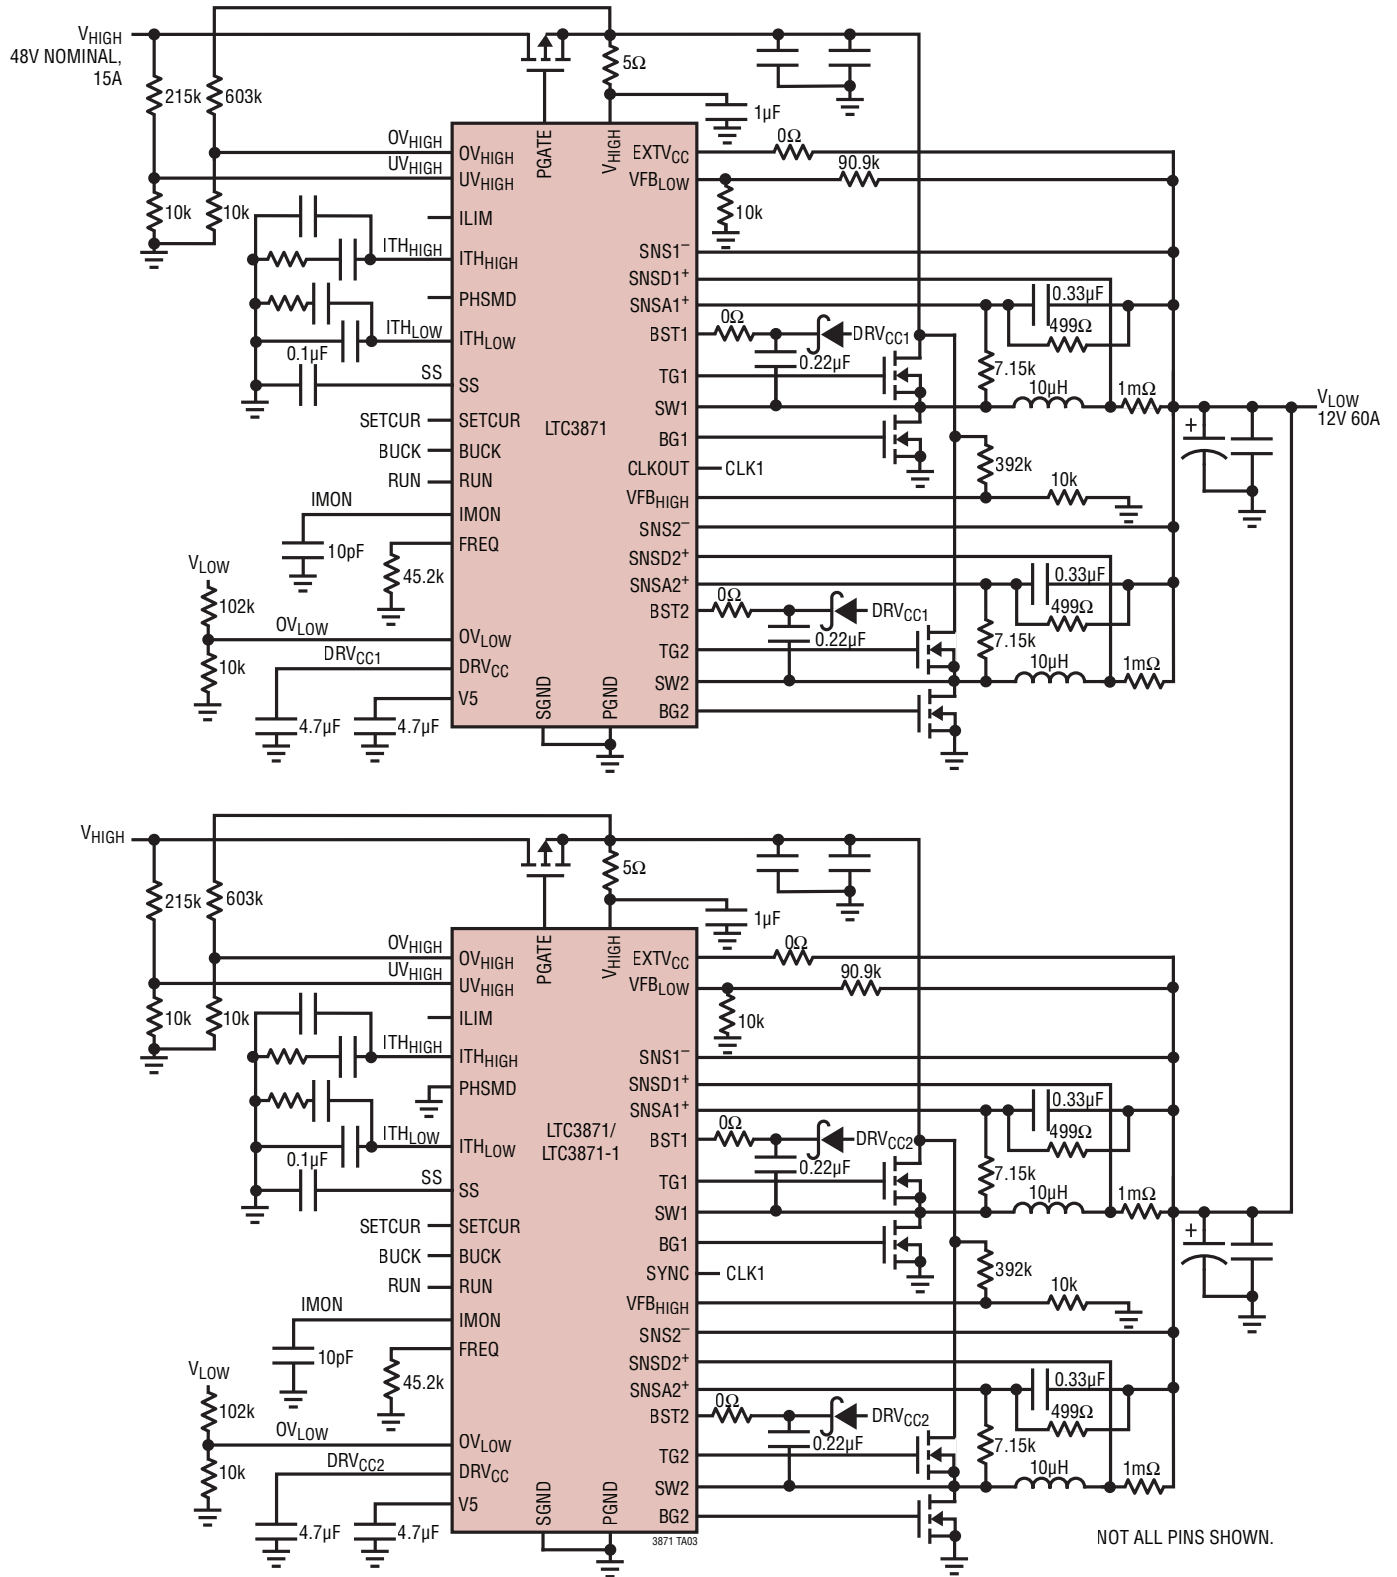 VHIGH
48V NOMINAL,
15A
215k
603k
5Ω
1µF
OVHIGH
UVHIGH
10k
10k
ITHHIGH
ITHLOW
0.1µF
SS
SETCUR
BUCK
RUN
IMON
10pF
45.2k
VLOW
102k
OVLOW
10k
DRVCC1
4.7µF
4.7µF
PGATE
VHIGH
OVHIGH
UVHIGH
ILIM
ITHHIGH
PHSMD
ITHLOW
SS
SETCUR
BUCK
RUN
IMON
FREQ
OVLOW
DRVCC
V5
LTC3871
SGND
PGND
EXTVCC
VFBLOW
SNS1–
SNSD1+
SNSA1+
BST1
TG1
SW1
BG1
CLKOUT
VFBHIGH
SNS2–
SNSD2+
SNSA2+
BST2
TG2
SW2
BG2
0Ω
90.9k
10k
0.33µF
499Ω
0Ω
DRVCC1
0.22µF
7.15k
10µH
1mΩ
VLOW
12V 60A
+
CLK1
392k
10k
0.33µF
499Ω
0Ω
DRVCC1
0.22µF
7.15k
10µH
1mΩ
VHIGH
215k
603k
5Ω
1µF
OVHIGH
UVHIGH
10k
10k
ITHHIGH
ITHLOW
0.1µF
SS
SETCUR
BUCK
RUN
IMON
10pF
45.2k
VLOW
102k
OVLOW
10k
DRVCC2
4.7µF
4.7µF
PGATE
VHIGH
OVHIGH
UVHIGH
ILIM
ITHHIGH
PHSMD
ITHLOW
SS
SETCUR
BUCK
RUN
IMON
FREQ
OVLOW
DRVCC
V5
LTC3871/
LTC3871-1
SGND
PGND
EXTVCC
VFBLOW
SNS1–
SNSD1+
SNSA1+
BST1
TG1
SW1
BG1
SYNC
VFBHIGH
SNS2–
SNSD2+
SNSA2+
BST2
TG2
SW2
BG2
0Ω
90.9k
10k
0.33µF
499Ω
0Ω
DRVCC2
0.22µF
7.15k
10µH
1mΩ
+
CLK1
392k
10k
0.33µF
499Ω
0Ω
DRVCC2
0.22µF
7.15k
10µH
1mΩ
3871 TA03
NOT ALL PINS SHOWN.